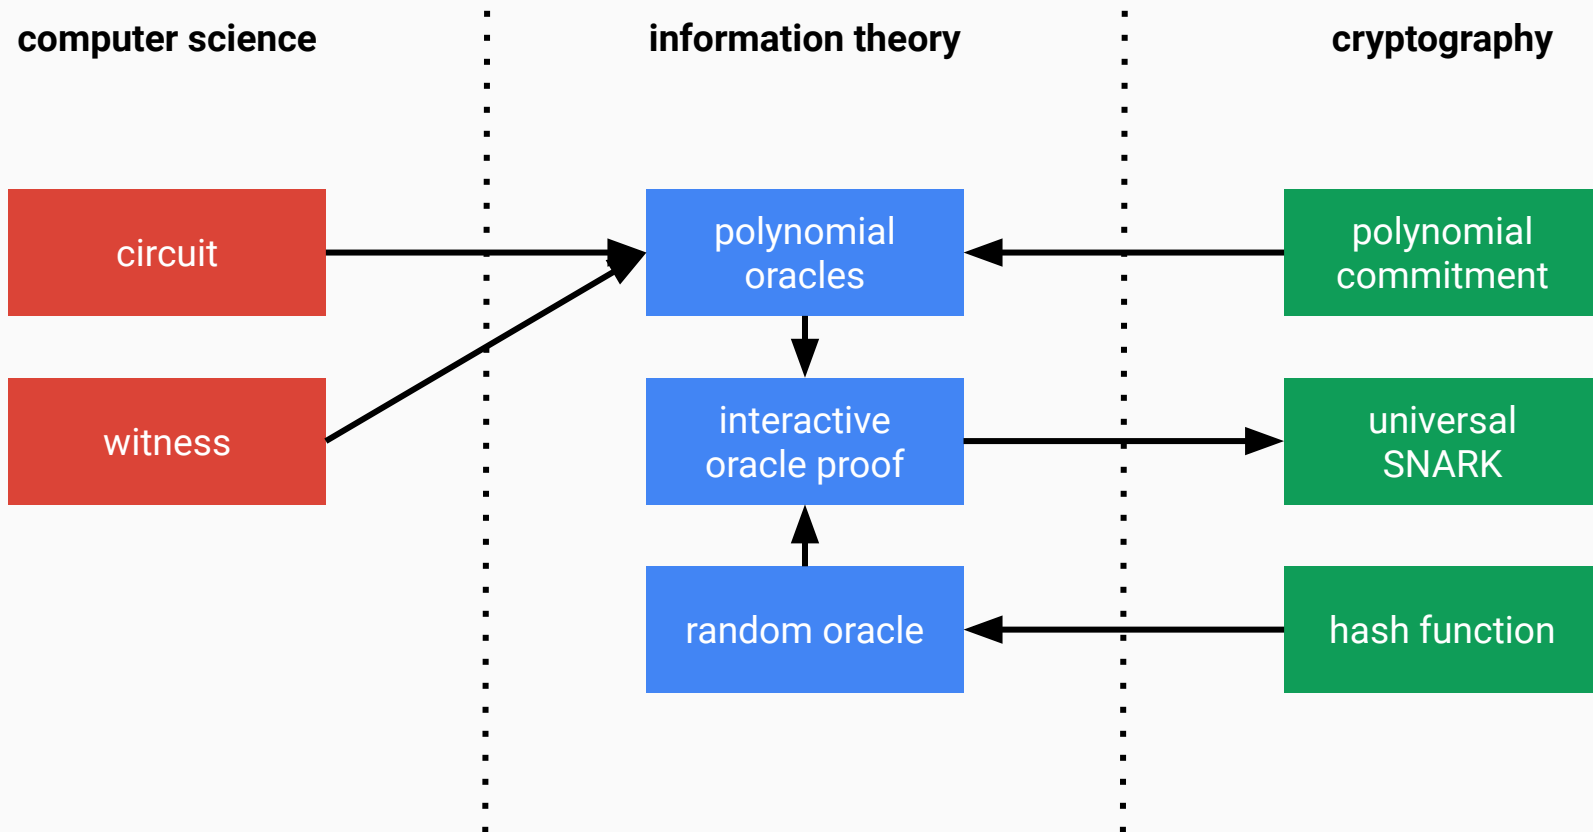 computer science
information theory
cryptography
circuit
polynomial
oracles
polynomial
commitment
witness
interactive
oracle proof
universal
SNARK
random oracle
hash function